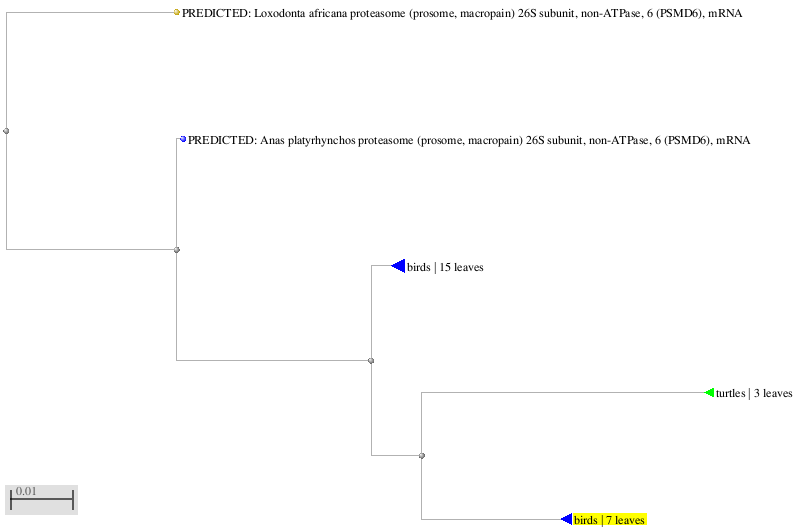 PREDICTED: Loxodonta africana proteasome (prosome, macropain) 26S subunit, non-ATPase, 6 (PSMD6), mRNA
PREDICTED: Anas platyrhynchos proteasome (prosome, macropain) 26S subunit, non-ATPase, 6 (PSMD6), mRNA
birds | 15 leaves
turtles | 3 leaves
0.01
birds | 7 leaves